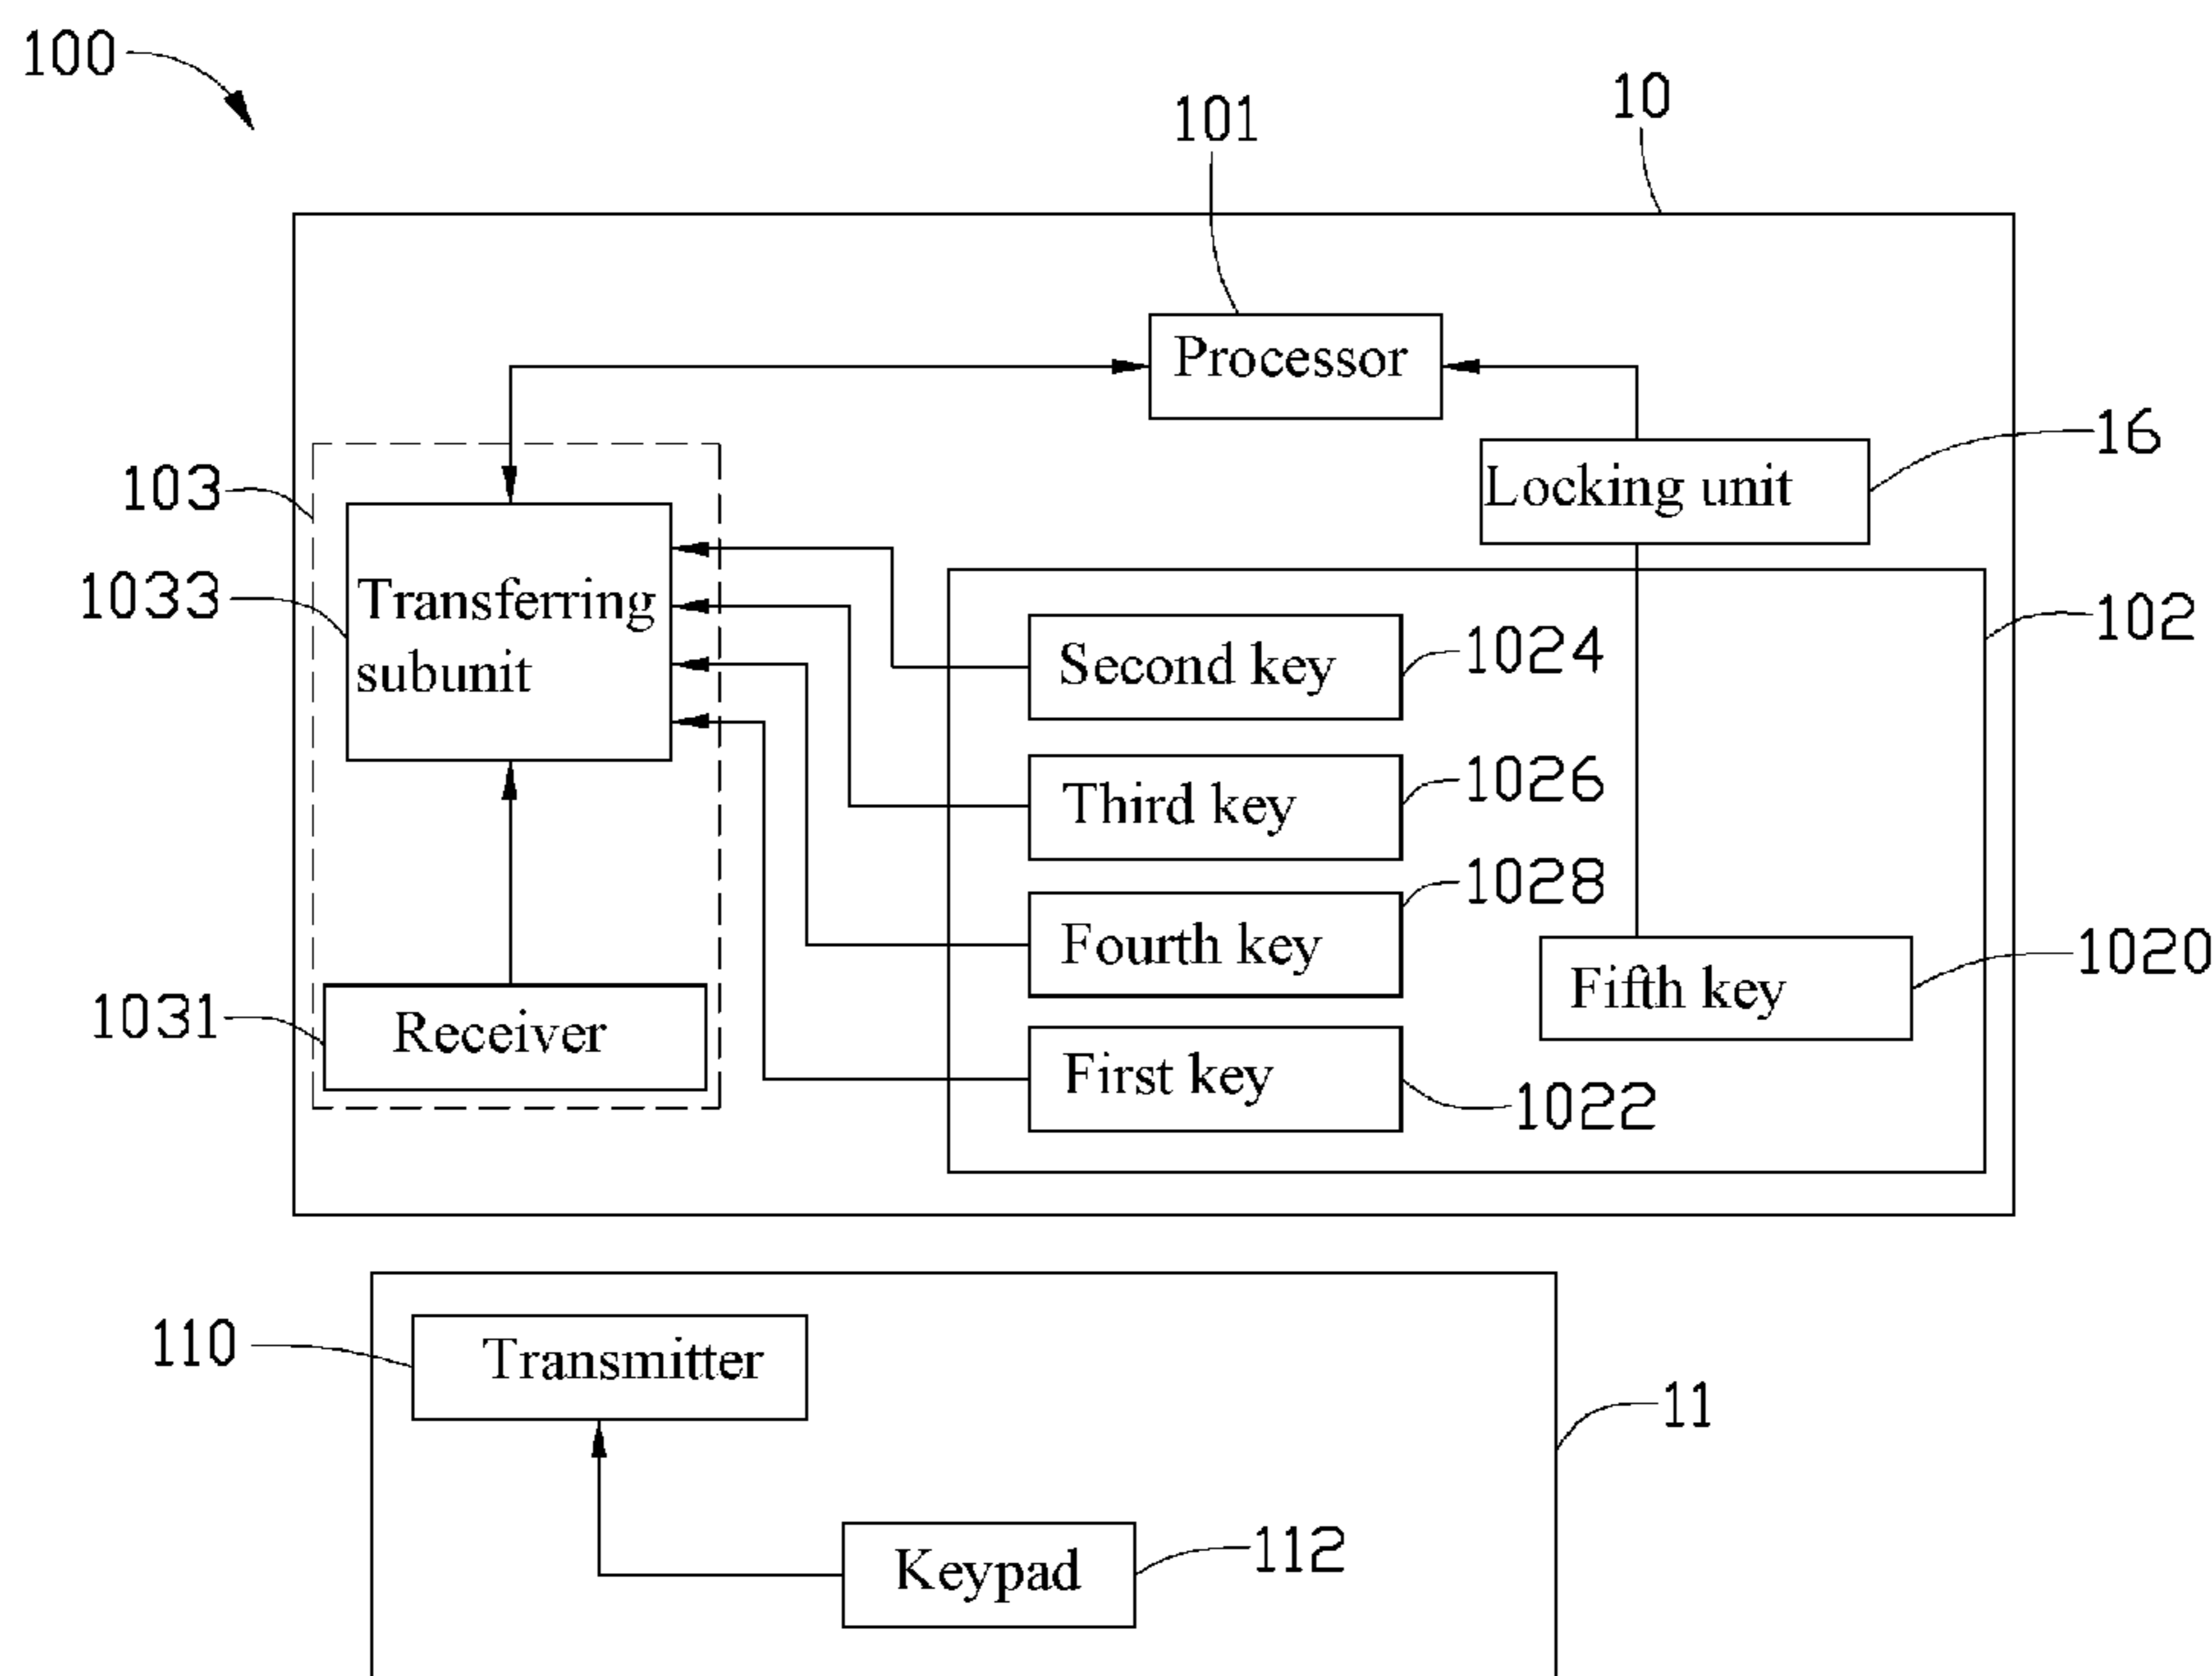 100
10
101
Processor
16
Locking unit
103
1033
Transferring
subunit
102
Second key
1024
Third key
1026
1028
Fourth key
1020
Fifth key
1031
Receiver
First key
1022
110
Transmitter
11
Keypad
112